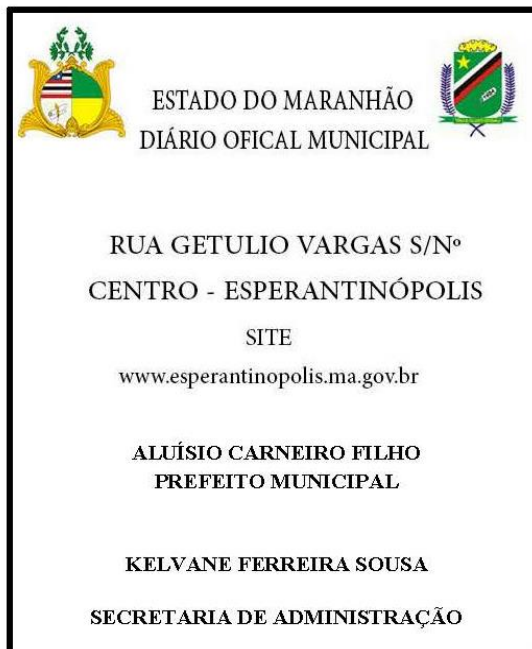 ESTADO DO MARANHÃO
DIÁRIO OFICAL MUNICIPAL
RUA GETULIO VARGAS S/Nº
CENTRO - ESPERANTINÓPOLIS
SITE
www.esperantinopolis.ma.gov.br
ALUÍSIO CARNEIRO FILHO
PREFEITO MUNICIPAL
KELVANE FERREIRA SOUSA
SECRETARIA DE ADMINISTRAÇÃO